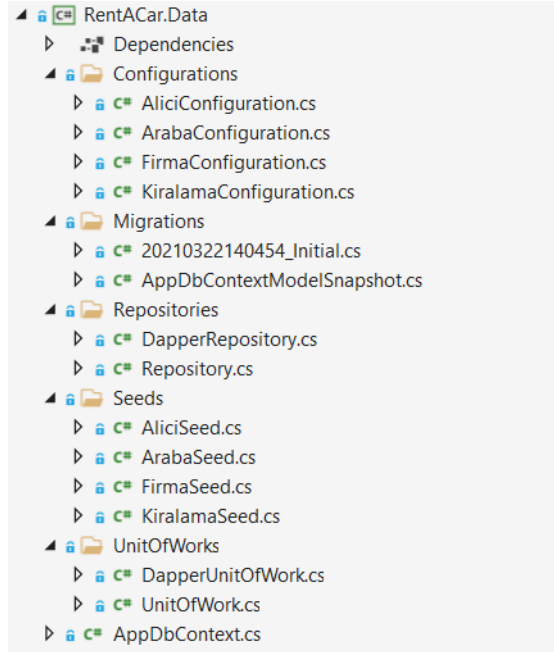 C# RentACar.Data
Dependencies
Configurations
C# AliciConfiguration.cs
C# ArabaConfiguration.cs
C# FirmaConfiguration.cs
C# KiralamaConfiguration.cs
Migrations
C# 20210322140454_Initial.cs
C# AppDbContextModelSnapshot.cs
Repositories
C# DapperRepository.cs
C# Repository.cs
Seeds
C# AliciSeed.cs
C# ArabaSeed.cs
C# FirmaSeed.cs
C# KiralamaSeed.cs
UnitOfWorks
C# DapperUnitOfWork.cs
C# UnitOfWork.cs
C# AppDbContext.cs